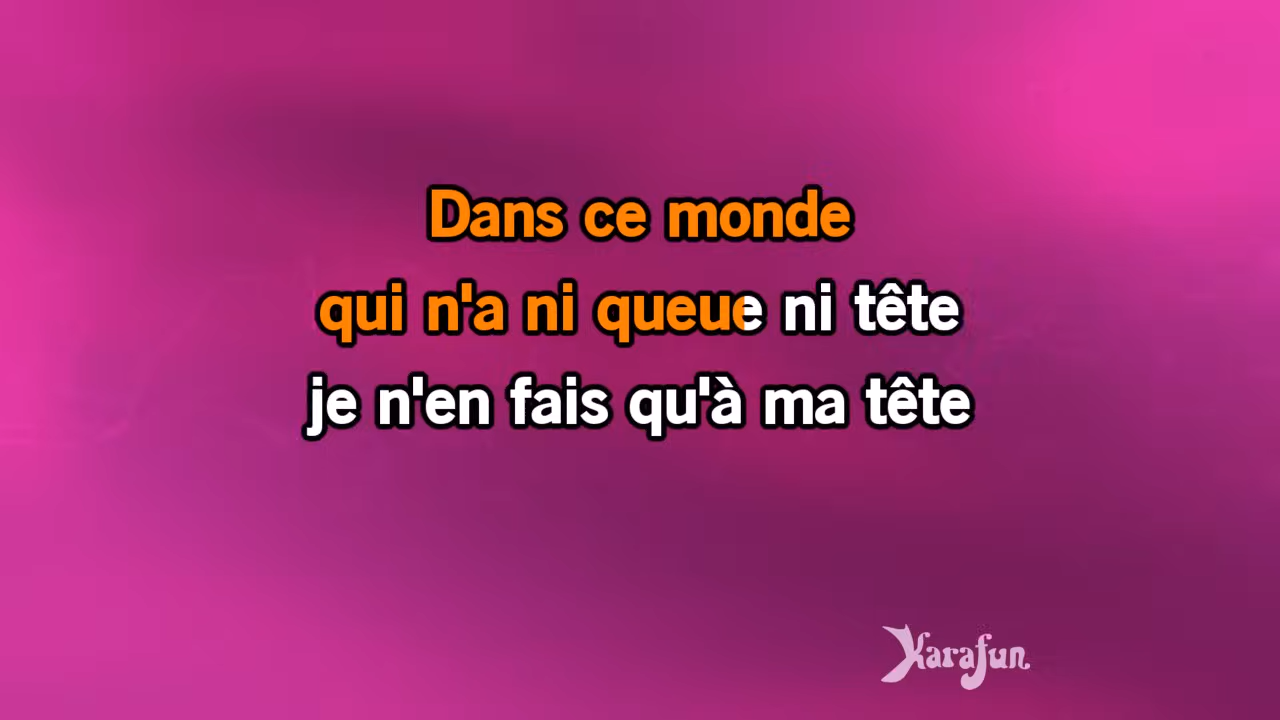 Dans ce monde
qui n'a ni queue ni tête
je n'en fais qu'à ma tête
Karafun